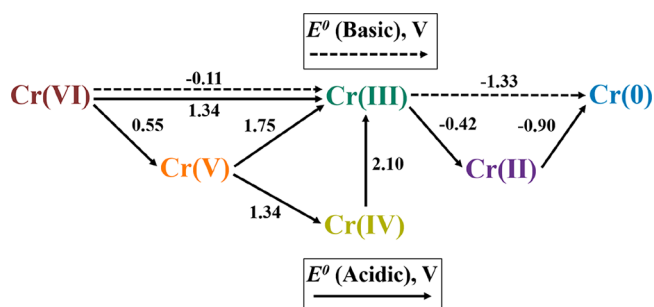 E⁰ (Basic), V
-0.11
-1.33
Cr(VI)
Cr(III)
Cr(0)
1.34
0.55
1.75
-0.42
-0.90
Cr(V)
2.10
Cr(II)
1.34
Cr(IV)
E⁰ (Acidic), V